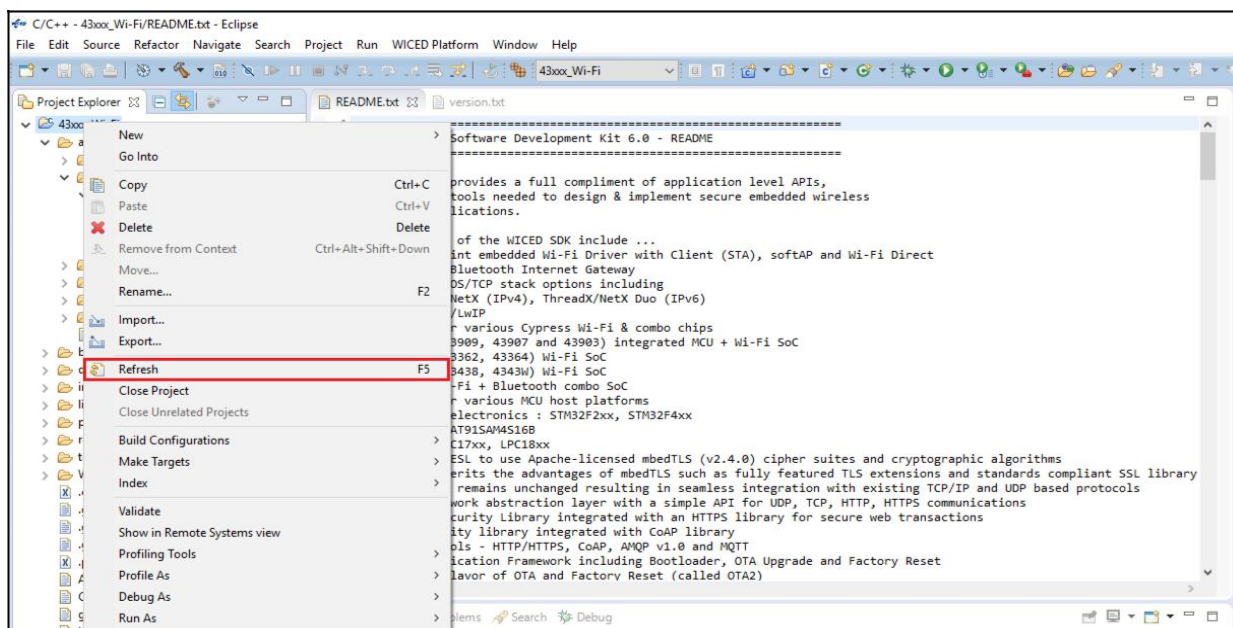 C/C++ - 43xxx_Wi-Fi/README.txt - Eclipse
File Edit Source Refactor Navigate Search Project Run WICED Platform Window Help
43xxx_Wi-Fi
Project Explorer README.txt version.txt
New
Go Into
Copy Ctrl+C
Paste Ctrl+V
Delete Delete
Remove from Context Ctrl+Alt+Shift+Down
Move...
Rename... F2
Import...
Export...
Refresh F5
Close Project
Close Unrelated Projects
Build Configurations
Make Targets
Index
Validate
Show in Remote Systems view
Profiling Tools
Profile As
Debug As
Run As
===========================================================
Software Development Kit 6.0 - README
===========================================================
provides a full compliment of application level APIs,
tools needed to design & implement secure embedded wireless
lications.
of the WICED SDK include ...
int embedded Wi-Fi Driver with Client (STA), softAP and Wi-Fi Direct
Bluetooth Internet Gateway
OS/TCP stack options including
NetX (IPv4), ThreadX/NetX Duo (IPv6)
/LwIP
r various Cypress Wi-Fi & combo chips
3909, 43907 and 43903) integrated MCU + Wi-Fi SoC
3362, 43364) Wi-Fi SoC
3438, 4343W) Wi-Fi SoC
-Fi + Bluetooth combo SoC
r various MCU host platforms
electronics : STM32F2xx, STM32F4xx
AT91SAM4S16B
C17xx, LPC18xx
ESL to use Apache-licensed mbedTLS (v2.4.0) cipher suites and cryptographic algorithms
erits the advantages of mbedTLS such as fully featured TLS extensions and standards compliant SSL library
remains unchanged resulting in seamless integration with existing TCP/IP and UDP based protocols
work abstraction layer with a simple API for UDP, TCP, HTTP, HTTPS communications
curity Library integrated with an HTTPS library for secure web transactions
ity library integrated with CoAP library
ols - HTTP/HTTPS, CoAP, AMQP v1.0 and MQTT
ication Framework including Bootloader, OTA Upgrade and Factory Reset
lavor of OTA and Factory Reset (called OTA2)
blems Search Debug